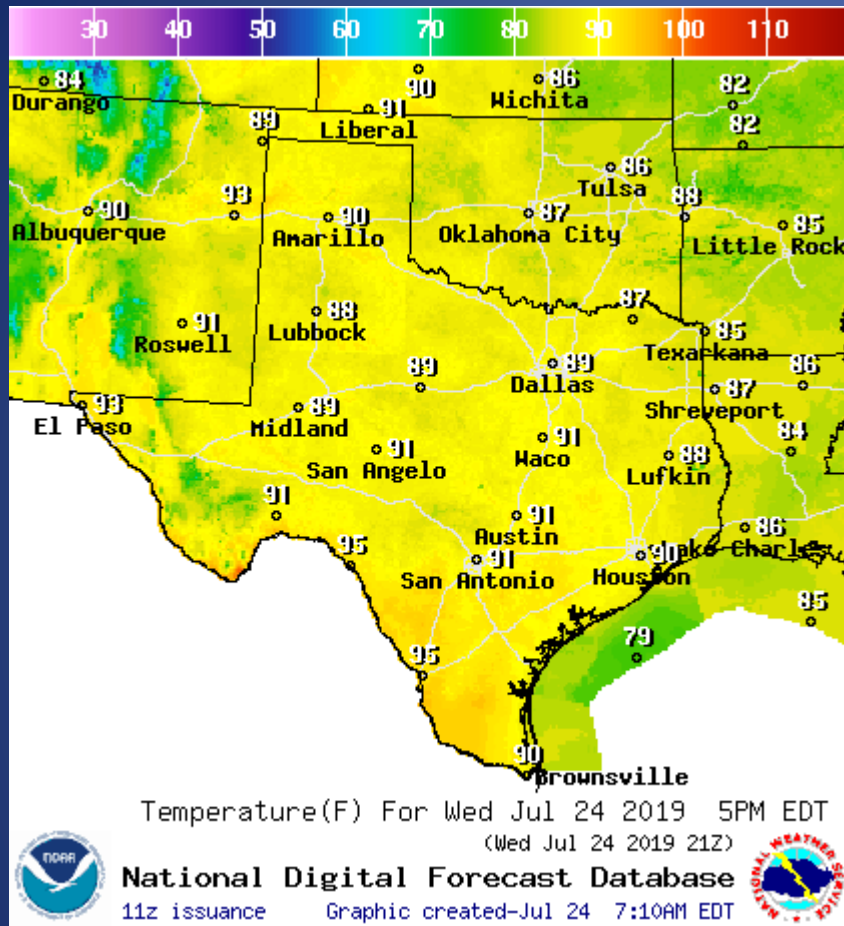 30 40 50 60 70 80 90 100 110
84
Durango
90
86
Wichita
82
91
Liberal
89
82
86
Tulsa
93
90
Albuquerque
90
Amarillo
87
Oklahoma City
88
85
Little Rock
91
Roswell
88
Lubbock
87
85
Texarkana
89
89
Dallas
86
87
Shreveport
93
El Paso
89
Midland
91
San Angelo
91
Waco
88
Lufkin
84
91
91
Austin
86
Lake Charles
95
91
San Antonio
90
Houston
85
95
79
90
Brownsville
Temperature(F) For Wed Jul 24 2019 5PM EDT
(Wed Jul 24 2019 21Z)
National Digital Forecast Database
11z issuance Graphic created-Jul 24 7:10AM EDT
NOAA
NATIONAL WEATHER SERVICE